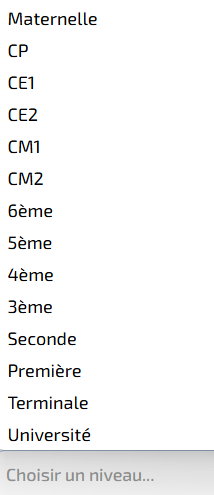 Maternelle
CP
CE1
CE2
CM1
CM2
6ème
5ème
4ème
3ème
Seconde
Première
Terminale
Université
Choisir un niveau...